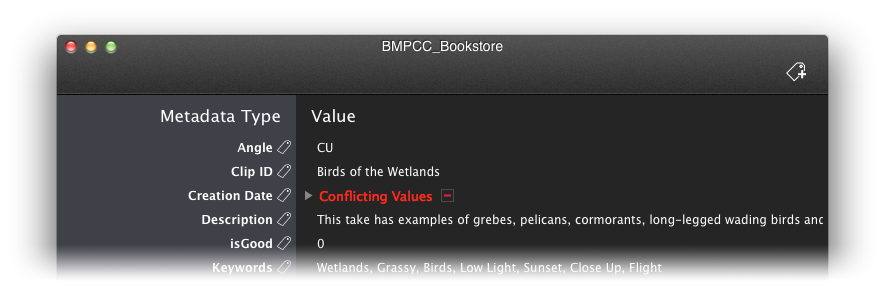 BMPCC_Bookstore
Metadata Type Value
Angle CU
Clip ID Birds of the Wetlands
Creation Date Conflicting Values
Description This take has examples of grebes, pelicans, cormorants, long-legged wading birds and
isGood 0
Keywords Wetlands, Grassy, Birds, Low Light, Sunset, Close Up, Flight